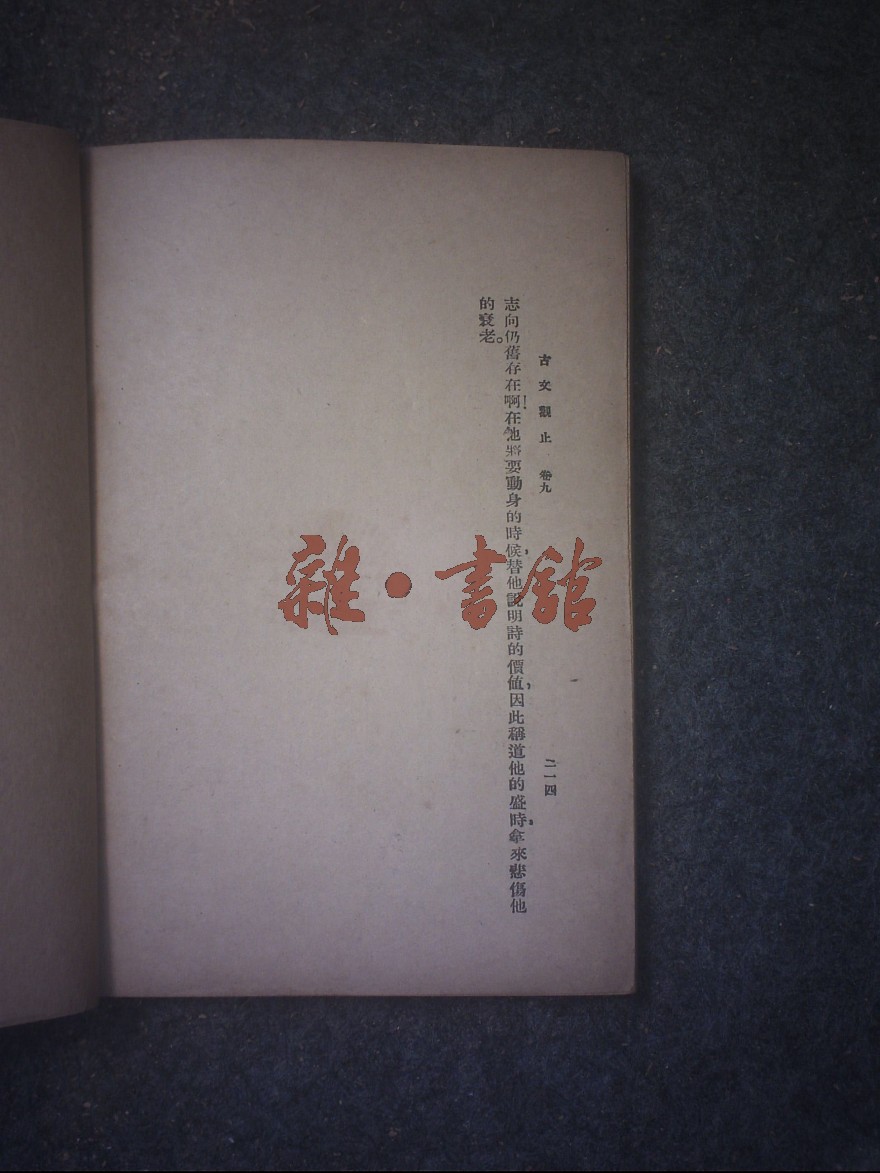 古文觀止 卷九
二一四
志向仍舊存在啊!在他將要動身的時候,替他說明詩的價値,因此稱道他的盛時,拿來悲傷他
的衰老。
雜·書館